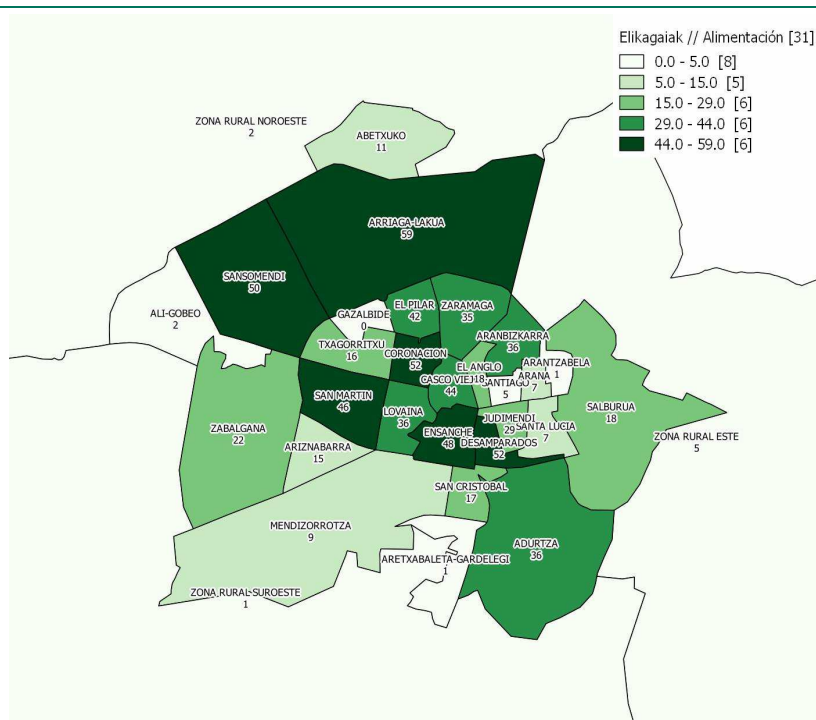 Elikagaiak // Alimentación [31]
0.0 - 5.0 [8]
5.0 - 15.0 [5]
15.0 - 29.0 [6]
29.0 - 44.0 [6]
44.0 - 59.0 [6]
ZONA RURAL NOROESTE
2
ABETXUKO
11
ARRIAGA-LAKUA
59
SANSOMENDI
50
ALI-GOBEO
2
GAZALBIDE
0
EL PILAR
42
ZARAMAGA
35
TXAGORRITXU
16
CORONACION
52
ARANBIZKARRA
36
EL ANGLO
18
ARANTZABELA
1
ARANA
7
CASCO VIEJ
44
SANTIAGO
5
SAN MARTIN
46
LOVAINA
36
SALBURUA
18
ZABALGANA
22
JUDIMENDI
29
SANTA LUCIA
7
ENSANCHE
48
DESAMPARADOS
52
ZONA RURAL ESTE
5
ARIZNABARRA
15
SAN CRISTOBAL
17
MENDIZORROTZA
9
ADURTZA
36
ARETXABALETA-GARDELEGI
1
ZONA RURAL SUROESTE
1